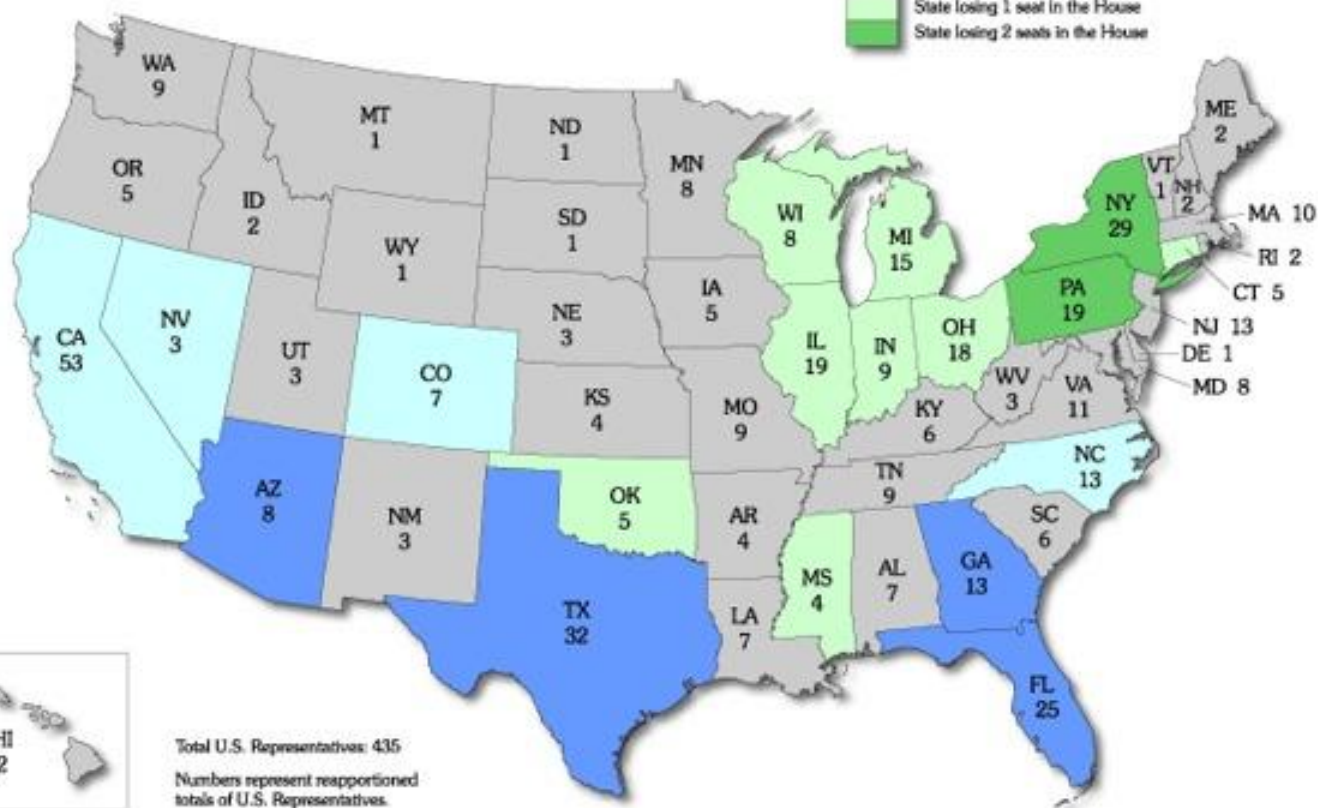 State losing 1 seat in the House
State losing 2 seats in the House
WA
9
MT
1
ND
1
MN
8
ME
2
VT
1
NH
2
OR
5
ID
2
SD
1
WI
8
MI
15
NY
29
MA 10
RI 2
CT 5
WY
1
IA
5
PA
19
NJ 13
DE 1
MD 8
NE
3
CA
53
NV
3
UT
3
CO
7
IL
19
IN
9
OH
18
WV
3
VA
11
KS
4
MO
9
KY
6
NC
13
TN
9
AZ
8
NM
3
OK
5
AR
4
SC
6
MS
4
AL
7
GA
13
TX
32
LA
7
FL
25
HI
2
Total U.S. Representatives: 435
Numbers represent reapportioned
totals of U.S. Representatives.